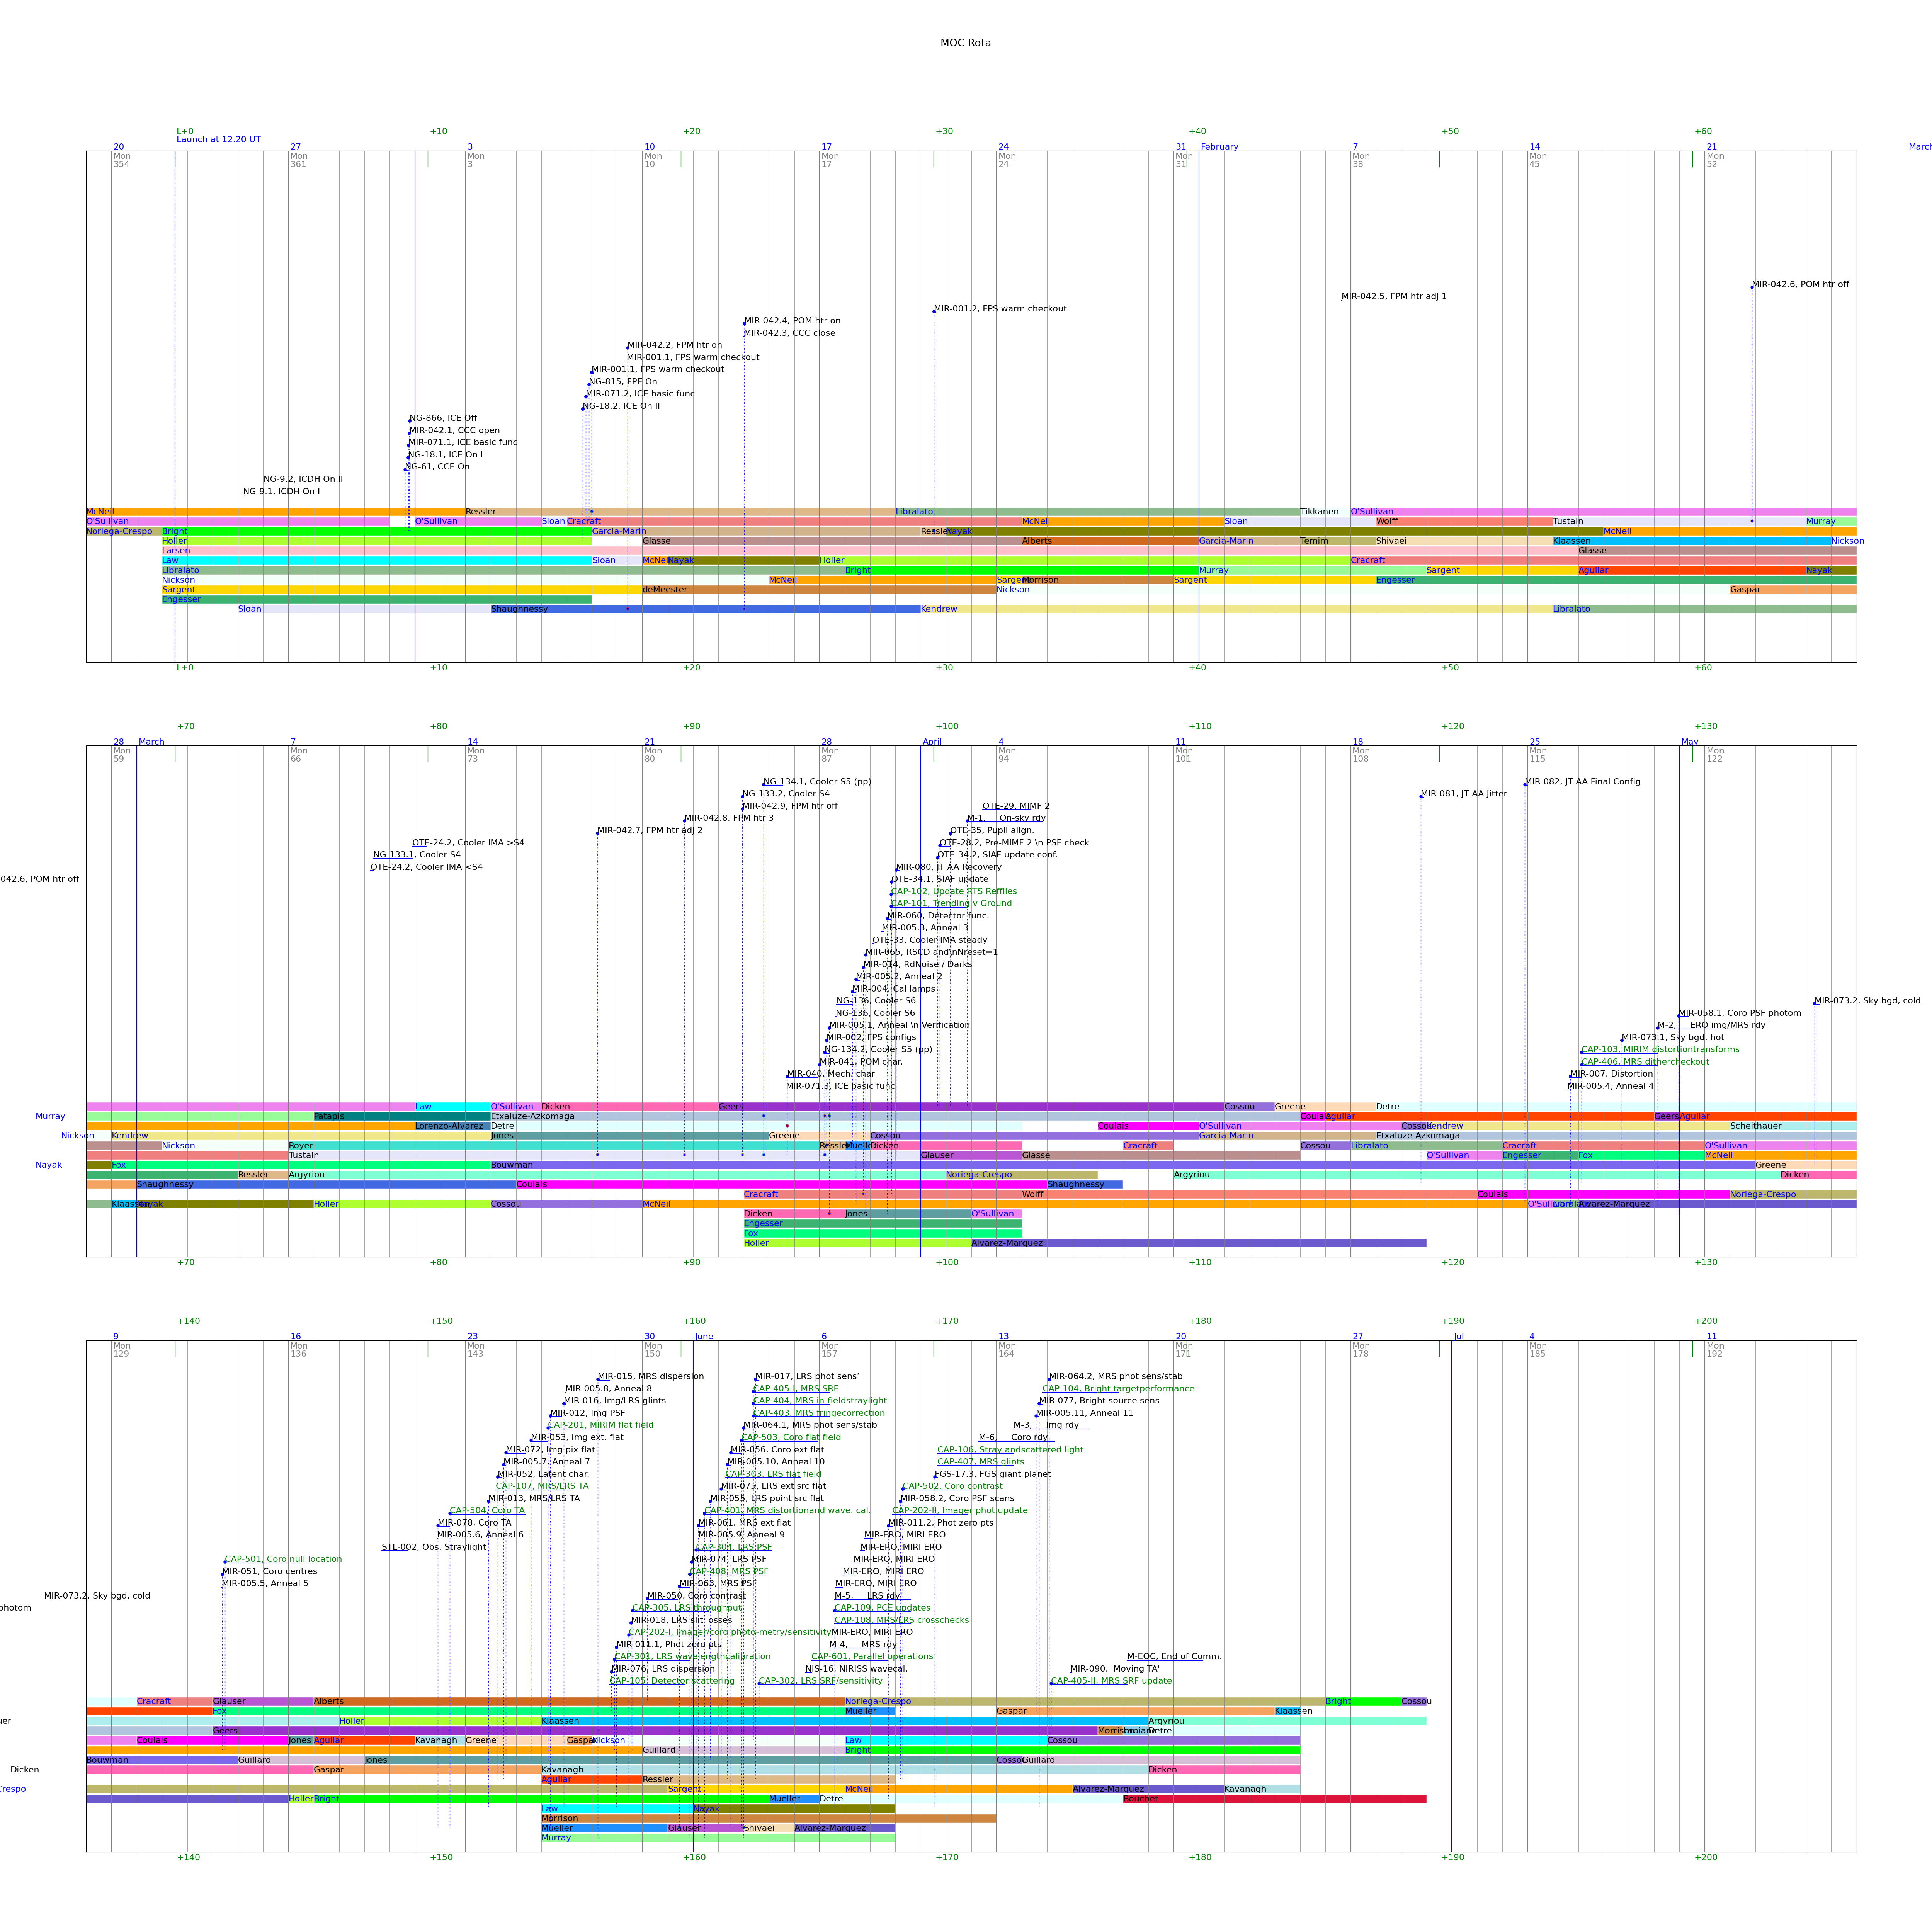 MOC Rota
L+0 +10 +20 +30 +40 +50 +60
Launch at 12.20 UT
20 27 3 10 17 24 31 February 7 14 21 March
Mon Mon Mon Mon Mon Mon Mon Mon Mon Mon
354 361 3 10 17 24 31 38 45 52
MIR-042.6, POM htr off
MIR-042.5, FPM htr adj 1
MIR-001.2, FPS warm checkout
MIR-042.4, POM htr on
MIR-042.3, CCC close
MIR-042.2, FPM htr on
MIR-001.1, FPS warm checkout
MIR-001.1, FPS warm checkout
NG-815, FPE On
MIR-071.2, ICE basic func
NG-18.2, ICE On II
NG-866, ICE Off
MIR-042.1, CCC open
MIR-071.1, ICE basic func
NG-18.1, ICE On I
NG-61, CCE On
NG-9.2, ICDH On II
NG-9.1, ICDH On I
McNeil Ressler Libralato Tikkanen O'Sullivan
O'Sullivan O'Sullivan Sloan Cracraft McNeil Sloan Wolff Tustain Murray
Noriega-Crespo Bright Garcia-Marin Ressler Nayak McNeil
Holler Glasse Alberts Garcia-Marin Temim Shivaei Klaassen Nickson
Larsen Glasse
Law Sloan McNeil Nayak Holler Cracraft
Libralato Bright Murray Sargent Aguilar Nayak
Nickson McNeil Sargent Morrison Sargent Engesser
Sargent deMeester Nickson Gaspar
Engesser
Sloan Shaughnessy Kendrew Libralato
L+0 +10 +20 +30 +40 +50 +60
+70 +80 +90 +100 +110 +120 +130
28 March 7 14 21 28 April 4 11 18 25 May
Mon Mon Mon Mon Mon Mon Mon Mon Mon Mon
59 66 73 80 87 94 101 108 115 122
NG-134.1, Cooler S5 (pp) MIR-082, JT AA Final Config
NG-133.2, Cooler S4 MIR-081, JT AA Jitter
MIR-042.9, FPM htr off OTE-29, MIMF 2
MIR-042.8, FPM htr 3 M-1, On-sky rdy
MIR-042.7, FPM htr adj 2 OTE-35, Pupil align.
OTE-24.2, Cooler IMA >S4 OTE-28.2, Pre-MIMF 2 \n PSF check
NG-133.1, Cooler S4 OTE-34.2, SIAF update conf.
OTE-24.2, Cooler IMA <S4 MIR-080, JT AA Recovery
042.6, POM htr off OTE-34.1, SIAF update
CAP-102, Update RTS Reffiles
CAP-101, Trending v Ground
MIR-060, Detector func.
MIR-005.3, Anneal 3
OTE-33, Cooler IMA steady
MIR-065, RSCD and\nNreset=1
MIR-014, RdNoise / Darks
MIR-005.2, Anneal 2
MIR-004, Cal lamps
NG-136, Cooler S6 MIR-073.2, Sky bgd, cold
NG-136, Cooler S6 MIR-058.1, Coro PSF photom
MIR-005.1, Anneal \n Verification M-2, ERO img/MRS rdy
MIR-002, FPS configs MIR-073.1, Sky bgd, hot
NG-134.2, Cooler S5 (pp) CAP-103, MIRIM distortiontransforms
MIR-041, POM char. CAP-406, MRS dithercheckout
MIR-040, Mech. char MIR-007, Distortion
MIR-071.3, ICE basic func MIR-005.4, Anneal 4
Law O'Sullivan Dicken Geers Cossou Greene Detre
Murray Patapis Etxaluze-Azkomaga Coulais Aguilar Geers Aguilar
Lorenzo-Alvarez Detre Coulais O'Sullivan Cossou Kendrew Scheithauer
Nickson Kendrew Jones Greene Cossou Garcia-Marin Etxaluze-Azkomaga
Nickson Royer Ressler Mueller Dicken Cracraft Cossou Libralato Cracraft O'Sullivan
Tustain Glauser Glasse O'Sullivan Engesser Fox McNeil
Nayak Fox Bouwman Greene
Ressler Argyriou Noriega-Crespo Argyriou Dicken
Shaughnessy Coulais Shaughnessy
Cracraft Wolff Coulais Noriega-Crespo
Klaassen Nayak Holler Cossou McNeil O'Sullivan Libralato Alvarez-Marquez
Dicken Jones O'Sullivan
Engesser
Fox
Holler Alvarez-Marquez
+70 +80 +90 +100 +110 +120 +130
+140 +150 +160 +170 +180 +190 +200
9 16 23 30 June 6 13 20 27 Jul 4 11
Mon Mon Mon Mon Mon Mon Mon Mon Mon Mon
129 136 143 150 157 164 171 178 185 192
MIR-015, MRS dispersion MIR-017, LRS phot sens' MIR-064.2, MRS phot sens/stab
MIR-005.8, Anneal 8 CAP-405-I, MRS SRF CAP-104, Bright targetperformance
MIR-016, Img/LRS glints CAP-404, MRS in-fieldstraylight MIR-077, Bright source sens
MIR-012, Img PSF CAP-403, MRS fringecorrection MIR-005.11, Anneal 11
CAP-201, MIRIM flat field MIR-064.1, MRS phot sens/stab M-3, Img rdy
MIR-053, Img ext. flat CAP-503, Coro flat field M-6, Coro rdy
MIR-072, Img pix flat MIR-056, Coro ext flat CAP-106, Stray andscattered light
MIR-005.7, Anneal 7 MIR-005.10, Anneal 10 CAP-407, MRS glints
MIR-052, Latent char. CAP-303, LRS flat field FGS-17.3, FGS giant planet
CAP-107, MRS/LRS TA MIR-075, LRS ext src flat CAP-502, Coro contrast
MIR-013, MRS/LRS TA MIR-055, LRS point src flat MIR-058.2, Coro PSF scans
CAP-504, Coro TA CAP-401, MRS distortionand wave. cal. CAP-202-II, Imager phot update
MIR-078, Coro TA MIR-061, MRS ext flat MIR-011.2, Phot zero pts
MIR-005.6, Anneal 6 MIR-005.9, Anneal 9 MIR-ERO, MIRI ERO
STL-002, Obs. Straylight CAP-304, LRS PSF MIR-ERO, MIRI ERO
CAP-501, Coro null location MIR-074, LRS PSF MIR-ERO, MIRI ERO
MIR-051, Coro centres CAP-408, MRS PSF MIR-ERO, MIRI ERO
MIR-005.5, Anneal 5 MIR-063, MRS PSF MIR-ERO, MIRI ERO
MIR-073.2, Sky bgd, cold MIR-050, Coro contrast M-5, LRS rdy'
photom CAP-305, LRS throughput CAP-109, PCE updates
MIR-018, LRS slit losses CAP-108, MRS/LRS crosschecks
CAP-202-I, Imager/coro photo-metry/sensitivity MIR-ERO, MIRI ERO
MIR-011.1, Phot zero pts M-4, MRS rdy
CAP-301, LRS wavelengthcalibration CAP-601, Parallel operations M-EOC, End of Comm.
MIR-076, LRS dispersion NIS-16, NIRISS wavecal. MIR-090, 'Moving TA'
CAP-105, Detector scattering CAP-302, LRS SRF/sensitivity CAP-405-II, MRS SRF update
Cracraft Glauser Alberts Noriega-Crespo Bright Cossou
Fox Mueller Gaspar Klaassen
uer Holler Klaassen Argyriou
Geers Morrison Labiano Detre
Coulais Jones Aguilar Kavanagh Greene Gaspar Nickson Law Cossou
Guillard Bright
Bouwman Guillard Jones Cossou Guillard
Dicken Gaspar Kavanagh Dicken
Aguilar Ressler
Crespo Sargent McNeil Alvarez-Marquez Kavanagh
Holler Bright Mueller Detre Bouchet
Law Nayak
Morrison
Mueller Glauser Shivaei Alvarez-Marquez
Murray
+140 +150 +160 +170 +180 +190 +200